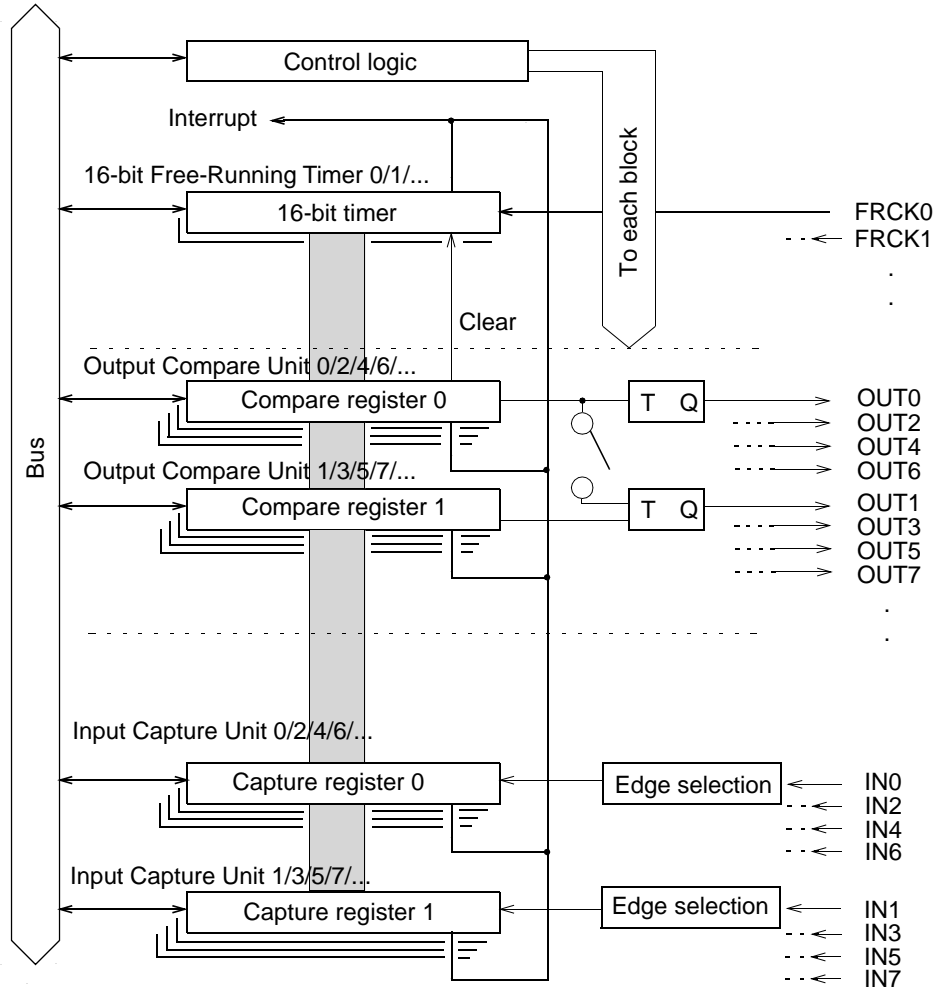 Control logic
Interrupt
16-bit Free-Running Timer 0/1/...
16-bit timer
FRCK0
FRCK1
.
.
To each block
Clear
Output Compare Unit 0/2/4/6/...
Compare register 0
T Q
OUT0
OUT2
OUT4
OUT6
Bus
Output Compare Unit 1/3/5/7/...
Compare register 1
T Q
OUT1
OUT3
OUT5
OUT7
.
.
Input Capture Unit 0/2/4/6/...
Capture register 0
Edge selection
IN0
IN2
IN4
IN6
Input Capture Unit 1/3/5/7/...
Capture register 1
Edge selection
IN1
IN3
IN5
IN7